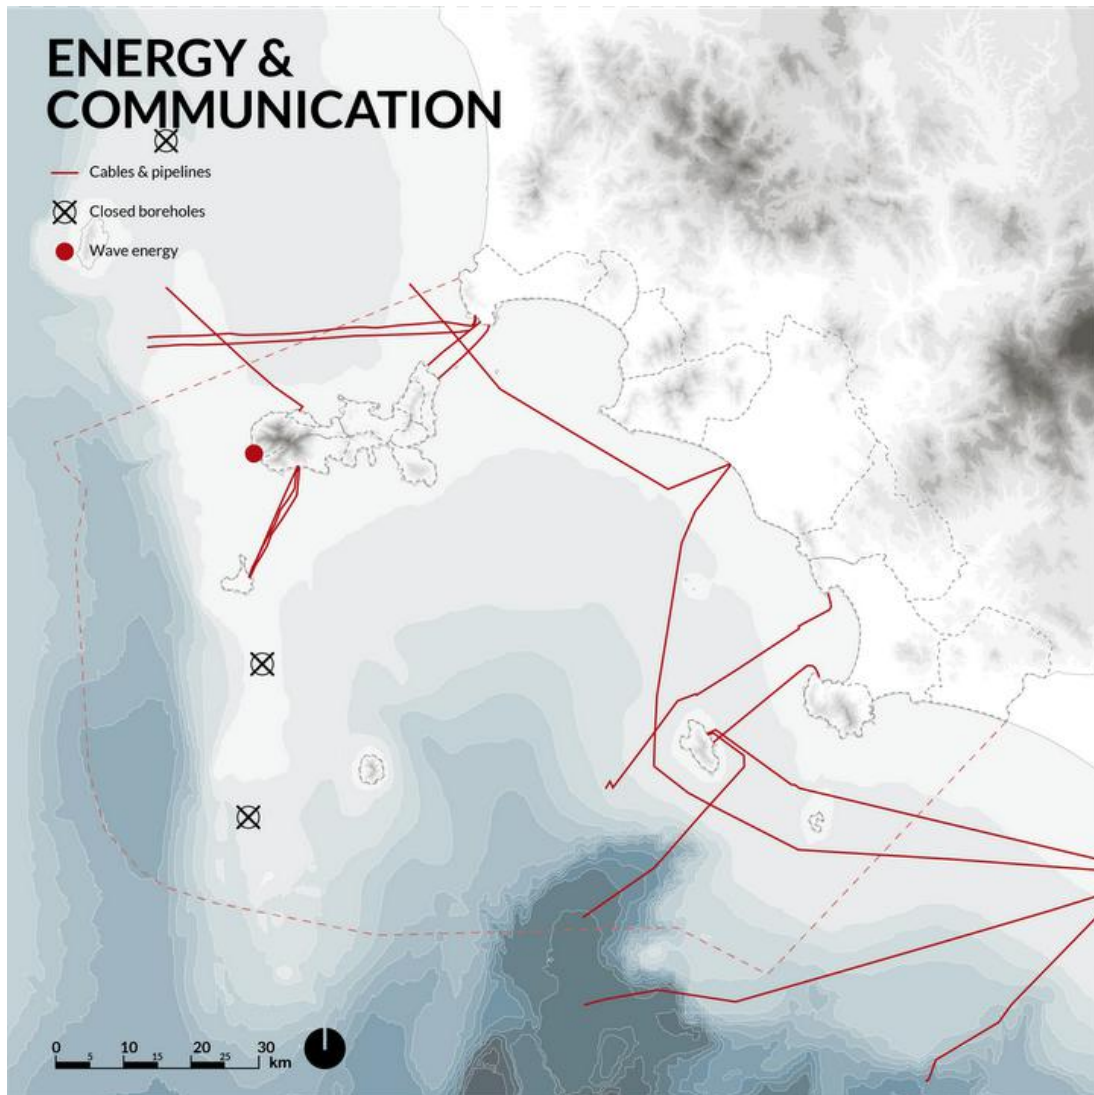 ENERGY &
COMMUNICATION
Cables & pipelines
Closed boreholes
Wave energy
0 5 10 15 20 25 30 km